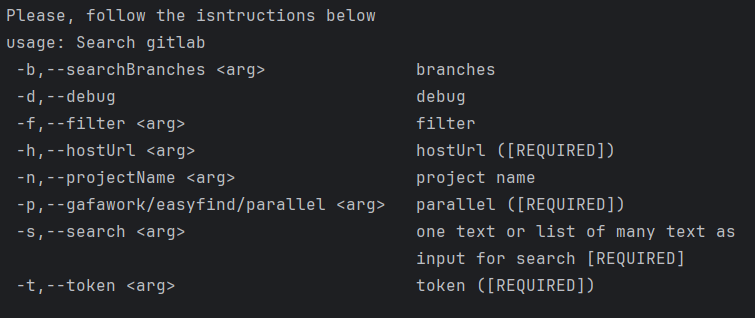 Please, follow the isntructions below
usage: Search gitlab
 -b,--searchBranches <arg>              branches
 -d,--debug                             debug
 -f,--filter <arg>                      filter
 -h,--hostUrl <arg>                     hostUrl ([REQUIRED])
 -n,--projectName <arg>                 project name
 -p,--gafawork/easyfind/parallel <arg>   parallel ([REQUIRED])
 -s,--search <arg>                      one text or list of many text as
                                        input for search [REQUIRED]
 -t,--token <arg>                       token ([REQUIRED])